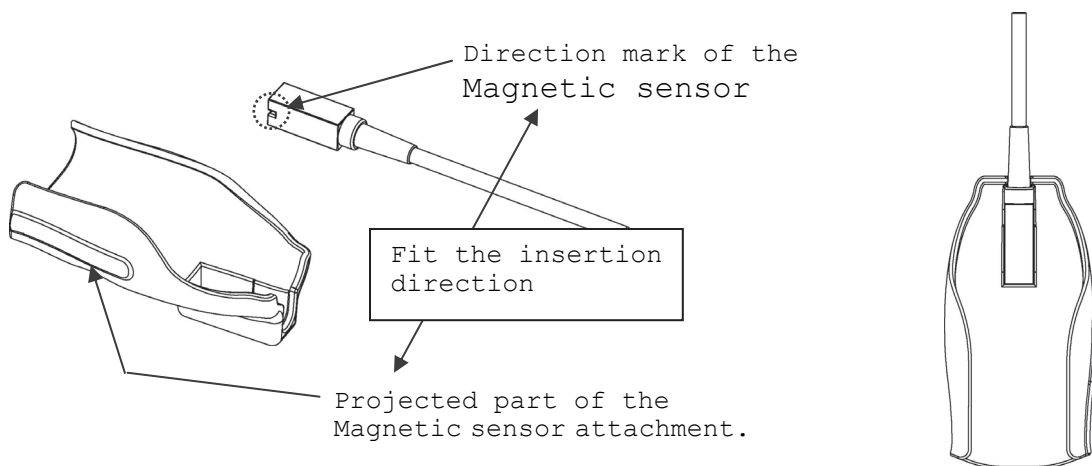 Direction mark of the
Magnetic sensor
Fit the insertion
direction
Projected part of the
Magnetic sensor attachment.